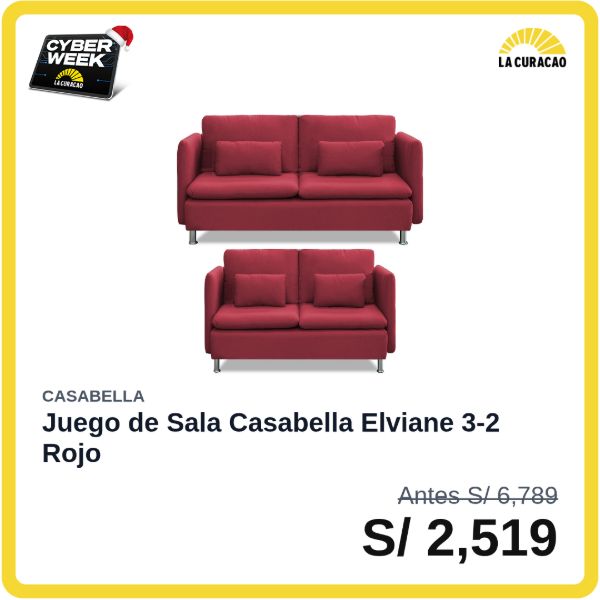 CYBER
WEEK
LA CURACAO
LA CURACAO
CASABELLA
Juego de Sala Casabella Elviane 3-2
Rojo
Antes S/ 6,789
S/ 2,519